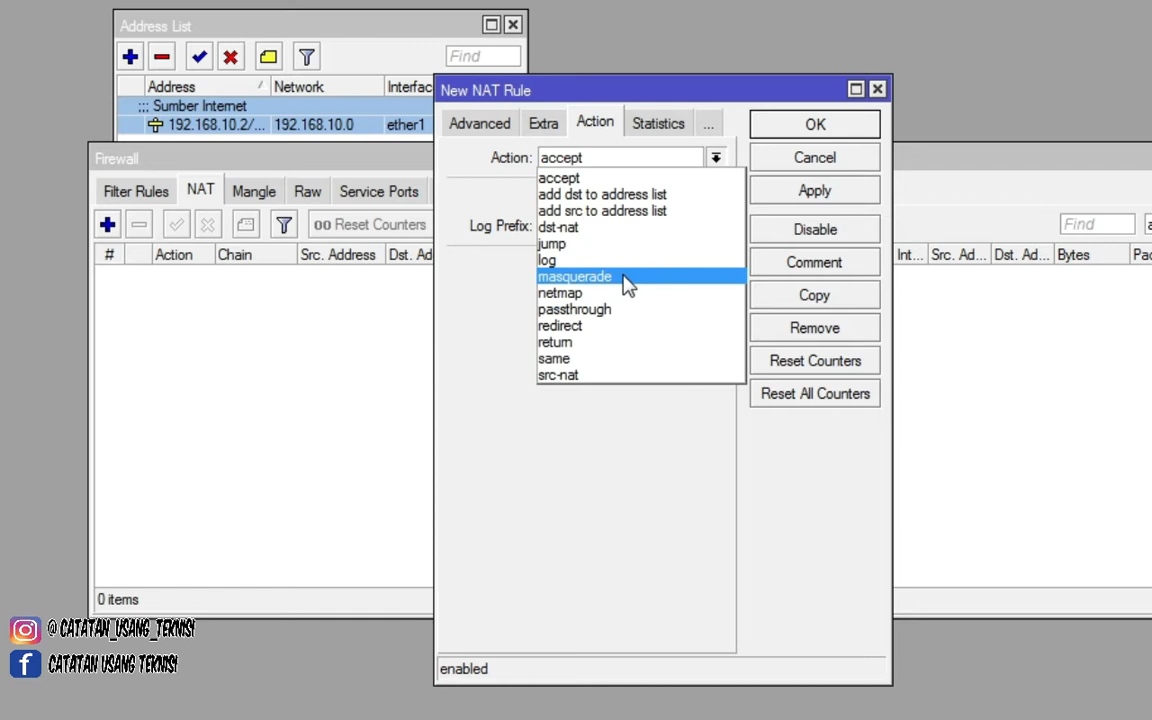 Address List
Find
Address / Network Interfac
;;; Sumber Internet
192.168.10.2/... 192.168.10.0 ether1
Firewall
Filter Rules NAT Mangle Raw Service Ports
00 Reset Counters
Find
# Action Chain Src. Address Dst. Ad
Int... Src. Ad... Dst. Ad... Bytes Pac
0 items
New NAT Rule
Advanced Extra Action Statistics ...
Action: accept
accept
add dst to address list
add src to address list
dst-nat
jump
log
masquerade
netmap
passthrough
redirect
return
same
src-nat
Log Prefix:
OK
Cancel
Apply
Disable
Comment
Copy
Remove
Reset Counters
Reset All Counters
enabled
@ CATATAN_USANG_TEKNISI
CATATAN USANG TEKNISI